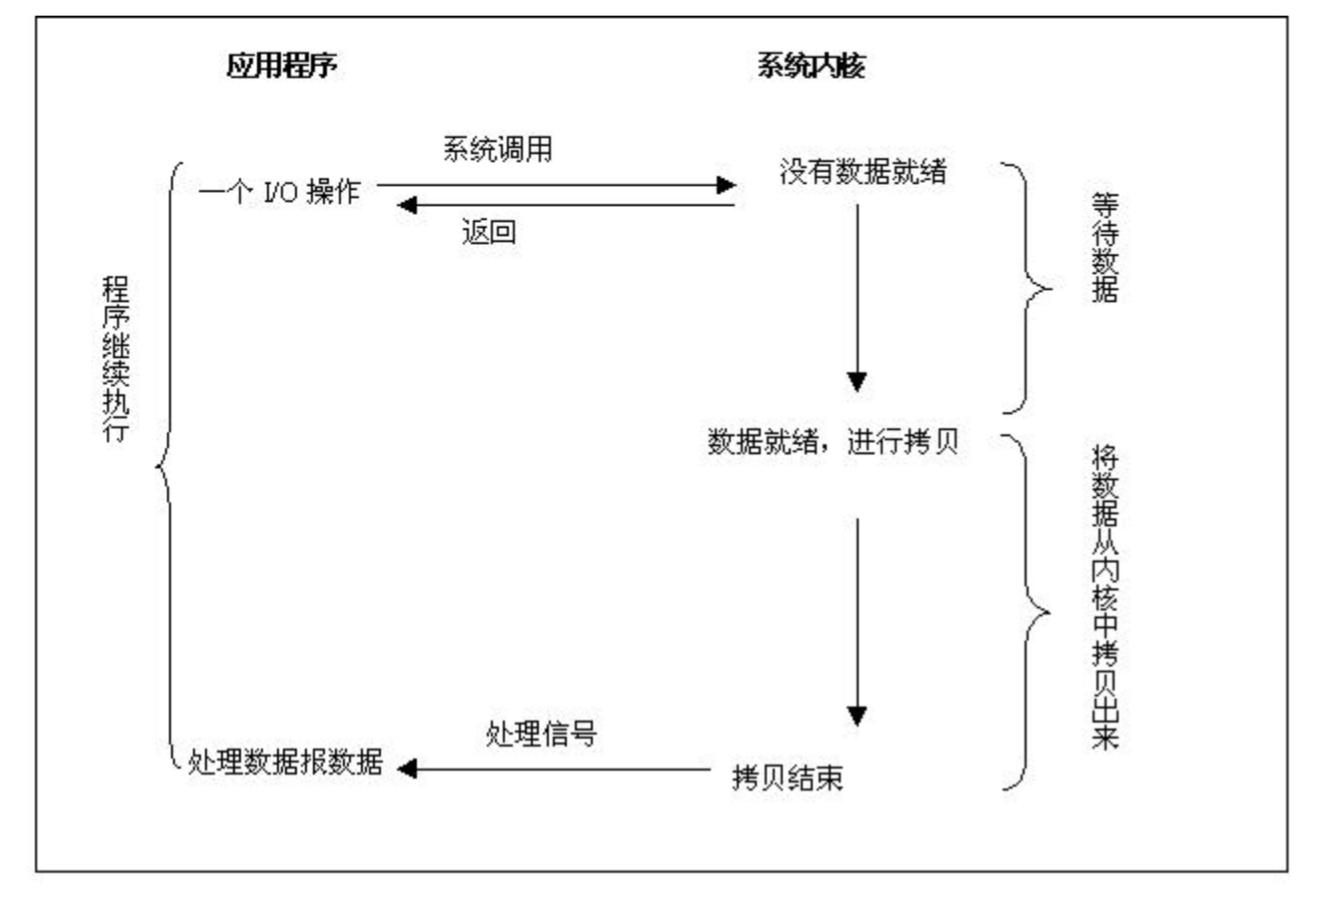 应用程序
系统内核
系统调用
一个 I/O 操作
没有数据就绪
返回
等待数据
程序继续执行
数据就绪，进行拷贝
将数据从内核中拷贝出来
处理信号
处理数据报数据
拷贝结束